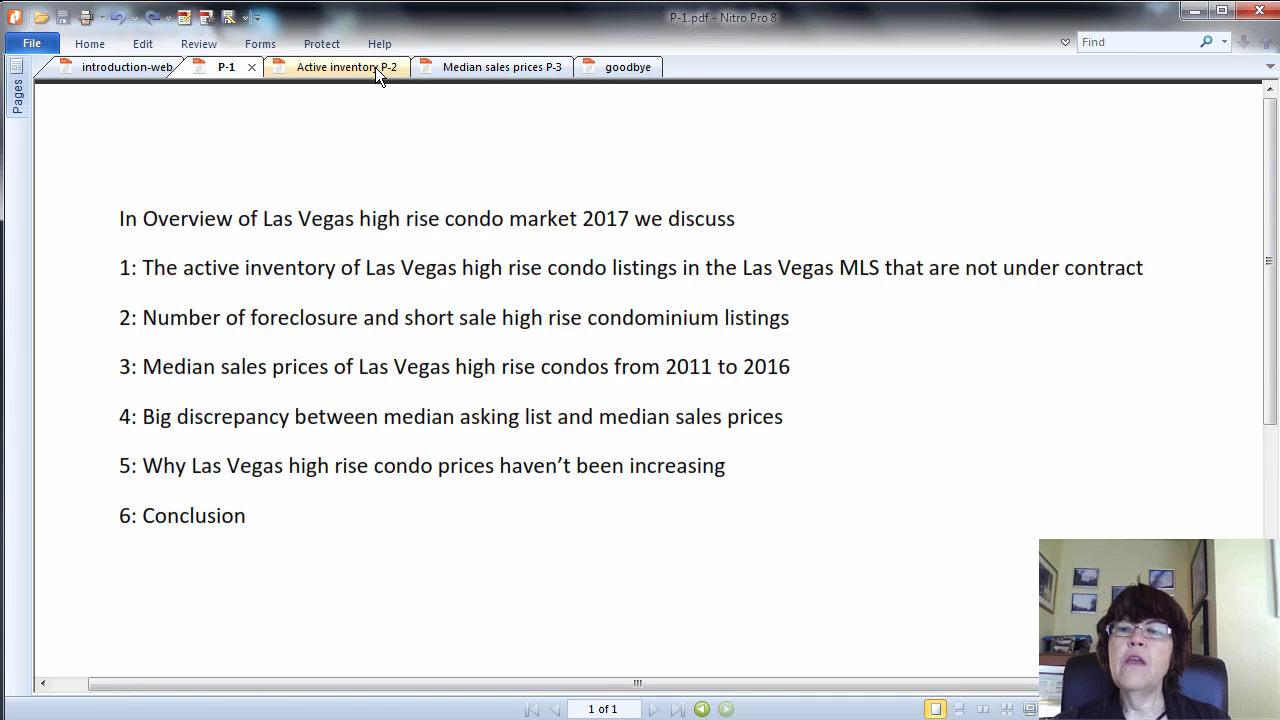 P-1.pdf - Nitro Pro 8
File Home Edit Review Forms Protect Help Find
introduction-web P-1 Active inventory P-2 Median sales prices P-3 goodbye
Pages
In Overview of Las Vegas high rise condo market 2017 we discuss
1: The active inventory of Las Vegas high rise condo listings in the Las Vegas MLS that are not under contract
2: Number of foreclosure and short sale high rise condominium listings
3: Median sales prices of Las Vegas high rise condos from 2011 to 2016
4: Big discrepancy between median asking list and median sales prices
5: Why Las Vegas high rise condo prices haven’t been increasing
6: Conclusion
1 of 1